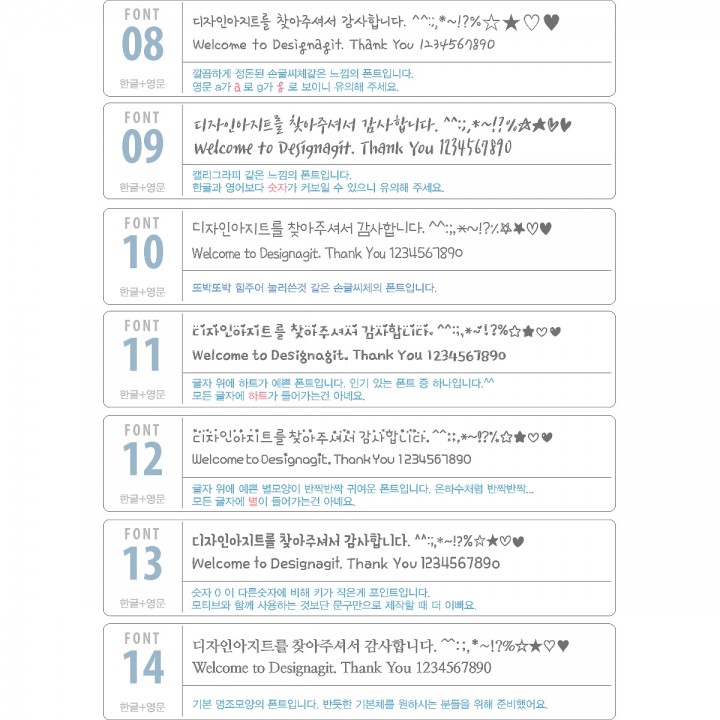 FONT
08
한글+영문
디자인아지트를 찾아주셔서 감사합니다. ^^:;,*~!?%☆★♡♥
Welcome to Designagit. Thank You 1234567890
깔끔하게 정돈된 손글씨체같은 느낌의 폰트입니다.
영문 a가 a 로 g가 g 로 보이니 유의해 주세요.
FONT
09
한글+영문
디자인아지트를 찾아주셔서 감사합니다. ^^:;,*~!?%☆★♡♥
Welcome to Designagit. Thank You 1234567890
캘리그라피 같은 느낌의 폰트입니다.
한글과 영어보다 숫자가 커보일 수 있으니 유의해 주세요.
FONT
10
한글+영문
디자인아지트를 찾아주셔서 감사합니다. ^^:;,*~!?%☆★♡♥
Welcome to Designagit. Thank You 1234567890
또박또박 힘주어 눌러쓴것 같은 손글씨체의 폰트입니다.
FONT
11
한글+영문
디자인아지트를 찾아주셔서 감사합니다. ^^:;,*~!?%☆★♡♥
Welcome to Designagit. Thank You 1234567890
글자 위에 하트가 예쁜 폰트입니다. 인기 있는 폰트 중 하나입니다.^^
모든 글자에 하트가 들어가는건 아네요.
FONT
12
한글+영문
디자인아지트를 찾아주셔서 감사합니다. ^^:;,*~!?%☆★♡♥
Welcome to Designagit. Thank You 1234567890
글자 위에 예쁜 별모양이 반짝반짝 귀여운 폰트입니다. 은하수처럼 반짝반짝...
모든 글자에 별이 들어가는건 아네요.
FONT
13
한글+영문
디자인아지트를 찾아주셔서 감사합니다. ^^:;,*~!?%☆★♡♥
Welcome to Designagit. Thank You 1234567890
숫자 0 이 다른숫자에 비해 키가 작은게 포인트입니다.
모티브와 함께 사용하는 것보단 문구만으로 제작할 때 더 이뻐요.
FONT
14
한글+영문
디자인아지트를 찾아주셔서 감사합니다. ^^:;,*~!?%☆★♡♥
Welcome to Designagit. Thank You 1234567890
기본 명조모양의 폰트입니다. 반듯한 기본체를 원하시는 분들을 위해 준비했어요.